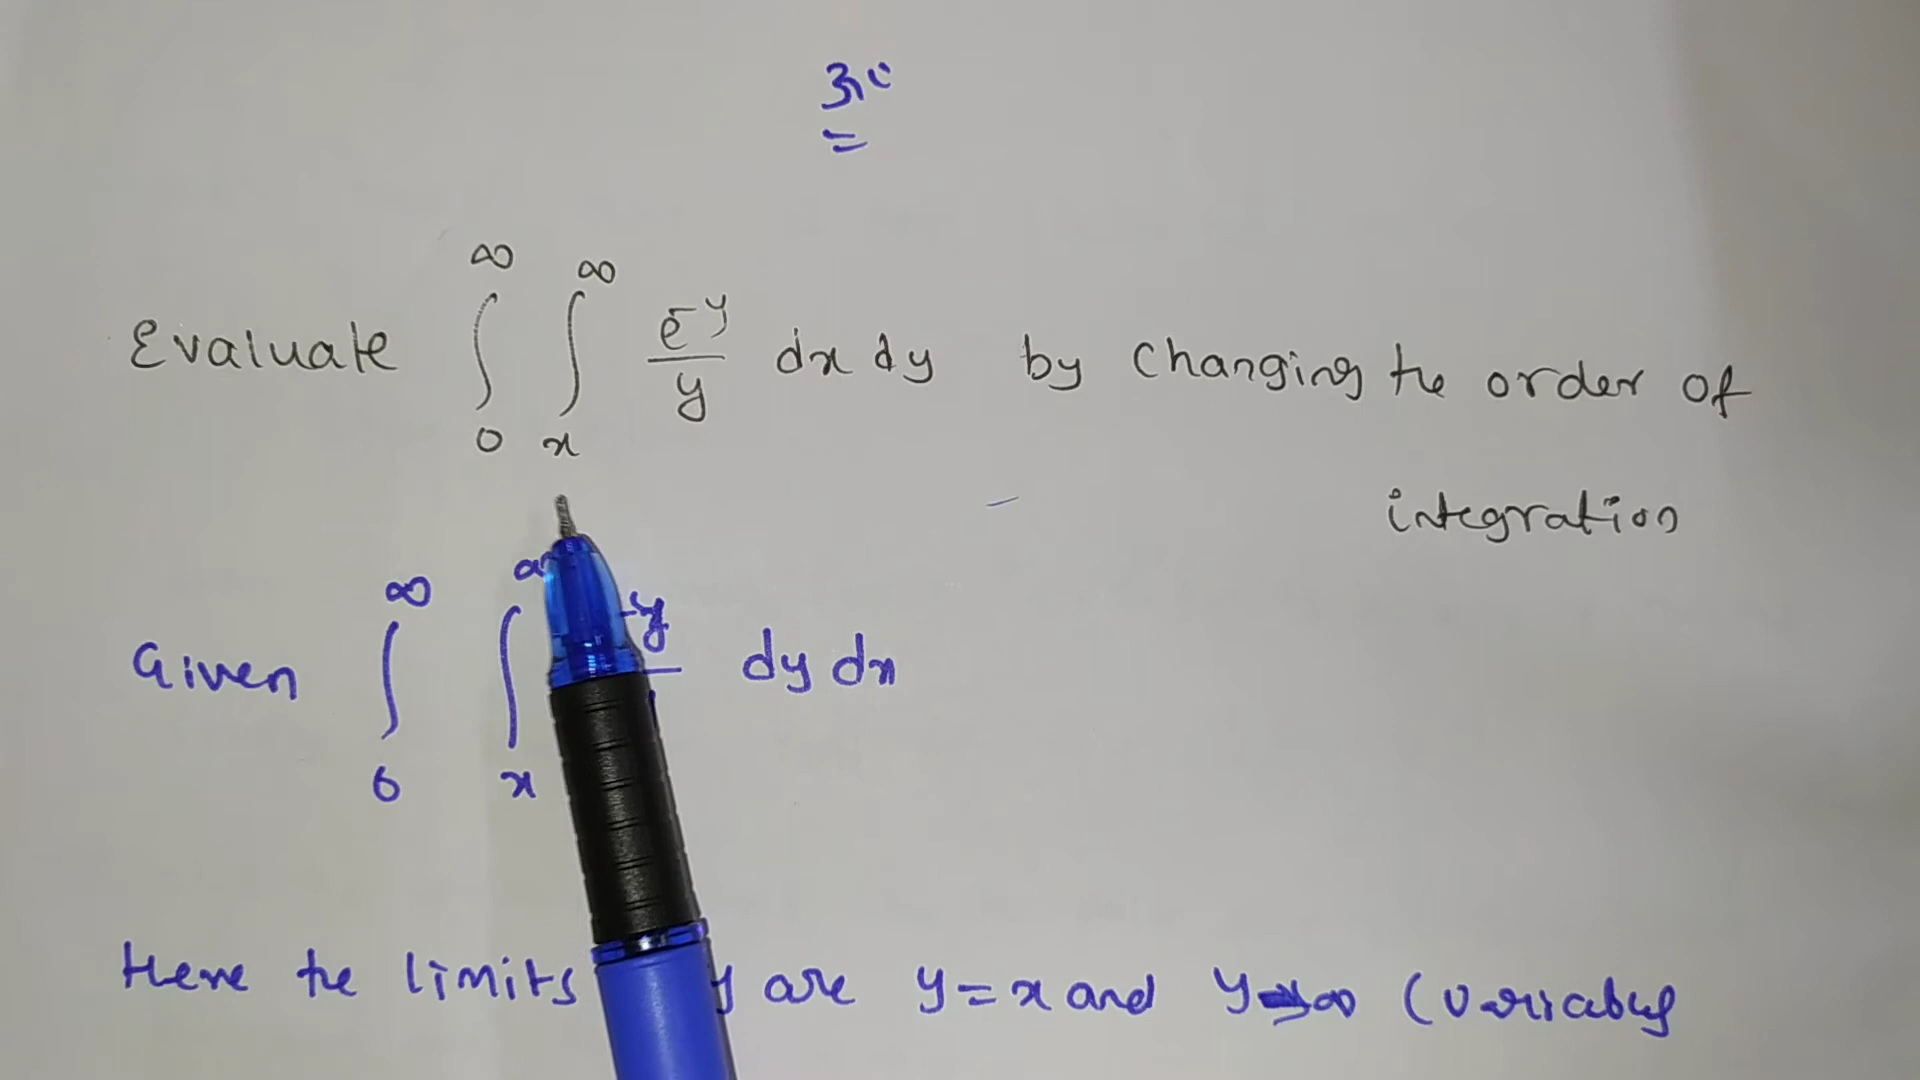 Evaluate ∫₀^∞ ∫ₓ^∞ e^-y/y dx dy by changing the order of
integration
Given ∫₀^∞ ∫ₓ -y dy dx
Here the limits y are y=x and y ∞ (variables